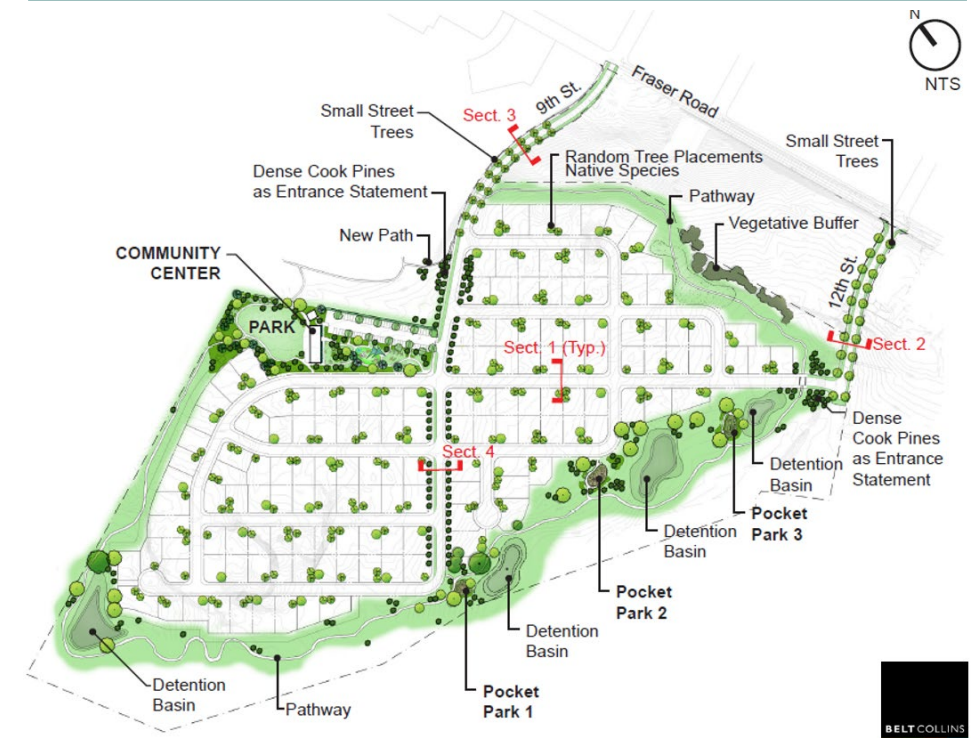 N
NTS
Fraser Road
9th St.
Small Street
Trees
Sect. 3
Small Street
Trees
Random Tree Placements
Native Species
Dense Cook Pines
as Entrance Statement
Pathway
Vegetative Buffer
New Path
COMMUNITY
CENTER
12th St.
PARK
Sect. 1 (Typ.)
Sect. 2
Dense
Cook Pines
as Entrance
Statement
Sect. 4
Detention
Basin
Pocket
Park 3
Detention
Basin
Pocket
Park 2
Detention
Basin
Detention
Basin
Pathway
Pocket
Park 1
BELT COLLINS